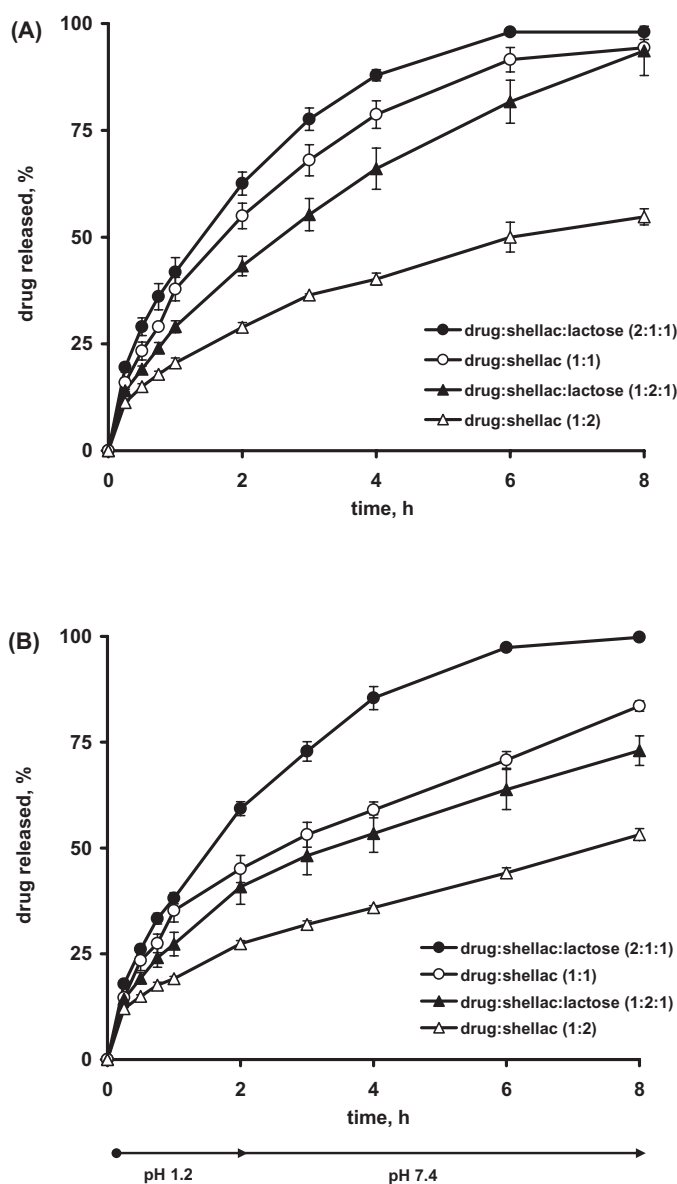 (A)
100
75
50
25
0
drug released, %
drug:shellac:lactose (2:1:1)
drug:shellac (1:1)
drug:shellac:lactose (1:2:1)
drug:shellac (1:2)
0 2 4 6 8
time, h
(B)
100
75
50
25
0
drug released, %
drug:shellac:lactose (2:1:1)
drug:shellac (1:1)
drug:shellac:lactose (1:2:1)
drug:shellac (1:2)
0 2 4 6 8
time, h
pH 1.2 pH 7.4